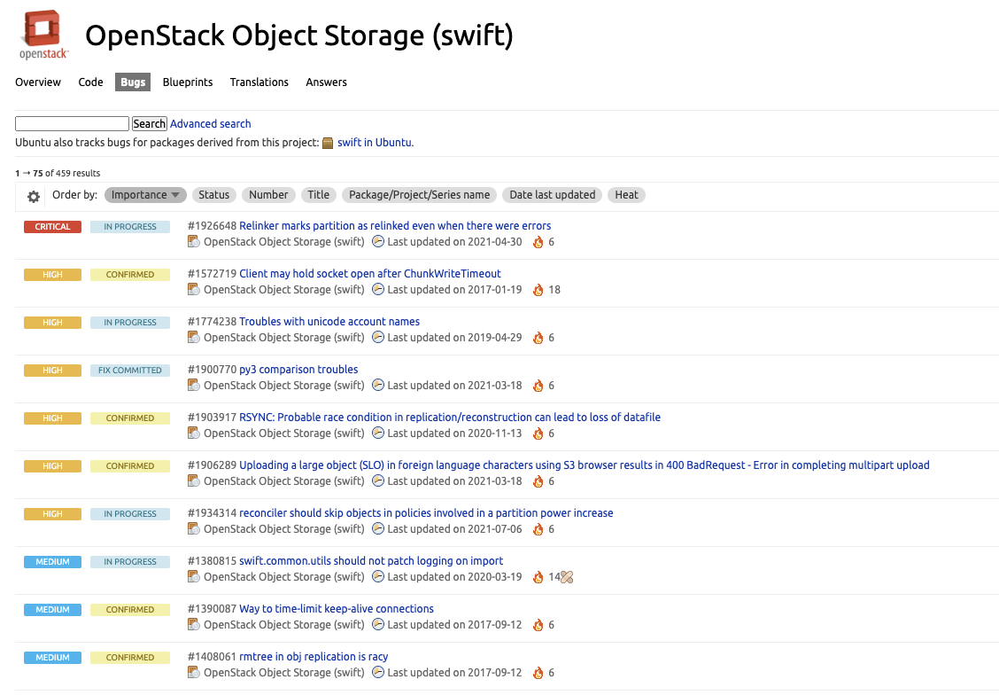 openstack™
OpenStack Object Storage (swift)
Overview Code Bugs Blueprints Translations Answers
Search Advanced search
Ubuntu also tracks bugs for packages derived from this project: swift in Ubuntu.
1 → 75 of 459 results
Order by: Importance Status Number Title Package/Project/Series name Date last updated Heat
CRITICAL IN PROGRESS #1926648 Relinker marks partition as relinked even when there were errors
OpenStack Object Storage (swift) Last updated on 2021-04-30 6
HIGH CONFIRMED #1572719 Client may hold socket open after ChunkWriteTimeout
OpenStack Object Storage (swift) Last updated on 2017-01-19 18
HIGH IN PROGRESS #1774238 Troubles with unicode account names
OpenStack Object Storage (swift) Last updated on 2019-04-29 6
HIGH FIX COMMITTED #1900770 py3 comparison troubles
OpenStack Object Storage (swift) Last updated on 2021-03-18 6
HIGH CONFIRMED #1903917 RSYNC: Probable race condition in replication/reconstruction can lead to loss of datafile
OpenStack Object Storage (swift) Last updated on 2020-11-13 6
HIGH CONFIRMED #1906289 Uploading a large object (SLO) in foreign language characters using S3 browser results in 400 BadRequest - Error in completing multipart upload
OpenStack Object Storage (swift) Last updated on 2021-03-18 6
HIGH IN PROGRESS #1934314 reconciler should skip objects in policies involved in a partition power increase
OpenStack Object Storage (swift) Last updated on 2021-07-06 6
MEDIUM IN PROGRESS #1380815 swift.common.utils should not patch logging on import
OpenStack Object Storage (swift) Last updated on 2020-03-19 14
MEDIUM CONFIRMED #1390087 Way to time-limit keep-alive connections
OpenStack Object Storage (swift) Last updated on 2017-09-12 6
MEDIUM CONFIRMED #1408061 rmtree in obj replication is racy
OpenStack Object Storage (swift) Last updated on 2017-09-12 6